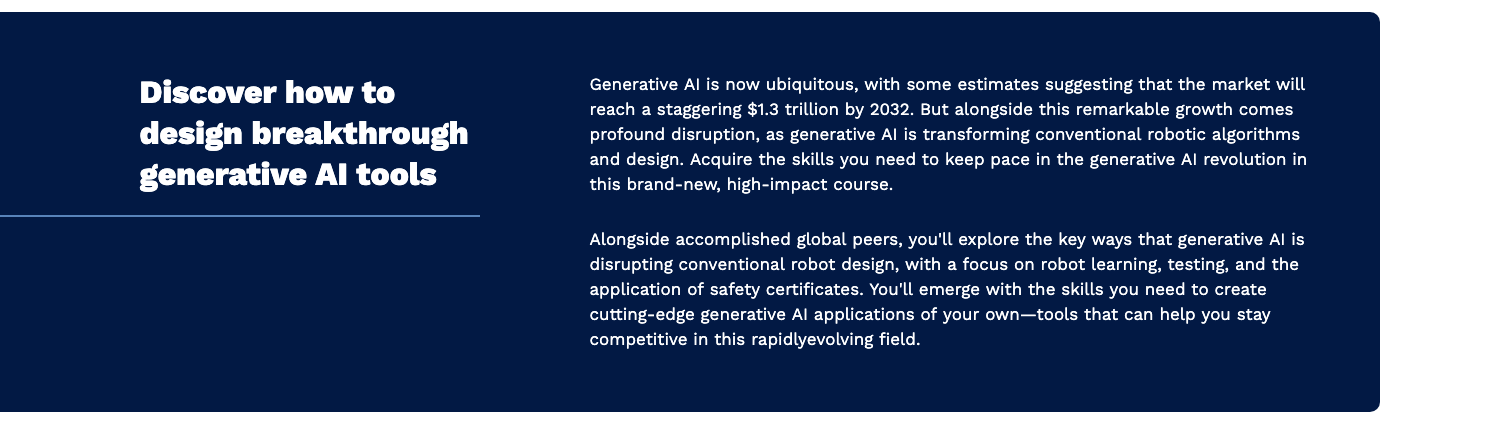 Discover how to
design breakthrough
generative AI tools
Generative AI is now ubiquitous, with some estimates suggesting that the market will
reach a staggering $1.3 trillion by 2032. But alongside this remarkable growth comes
profound disruption, as generative AI is transforming conventional robotic algorithms
and design. Acquire the skills you need to keep pace in the generative AI revolution in
this brand-new, high-impact course.
Alongside accomplished global peers, you'll explore the key ways that generative AI is
disrupting conventional robot design, with a focus on robot learning, testing, and the
application of safety certificates. You'll emerge with the skills you need to create
cutting-edge generative AI applications of your own—tools that can help you stay
competitive in this rapidlyevolving field.